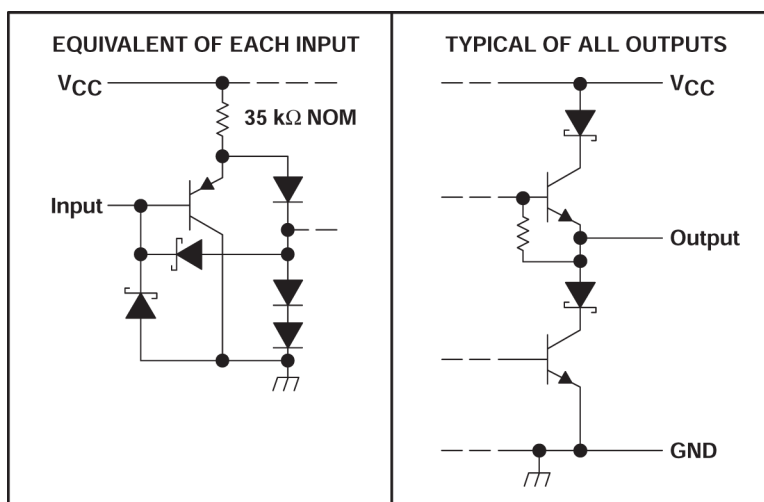 EQUIVALENT OF EACH INPUT
VCC
35 kΩ NOM
Input
TYPICAL OF ALL OUTPUTS
VCC
Output
GND